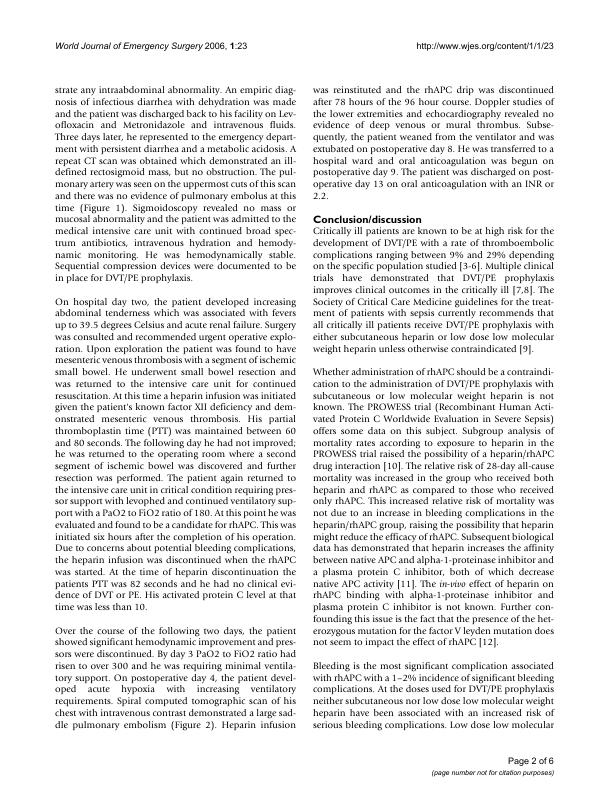 World Journal of Emergency Surgery 2006, 1:23
http://www.wjes.org/content/1/1/23
strate any intraabdominal abnormality. An empiric diag-
nosis of infectious diarrhea with dehydration was made
and the patient was discharged back to his facility on Lev-
ofloxacin and Metronidazole and intravenous fluids.
Three days later, he represented to the emergency depart-
ment with persistent diarrhea and a metabolic acidosis. A
repeat CT scan was obtained which demonstrated an ill-
defined rectosigmoid mass, but no obstruction. The pul-
monary artery was seen on the uppermost cuts of this scan
and there was no evidence of pulmonary embolus at this
time (Figure 1). Sigmoidoscopy revealed no mass or
mucosal abnormality and the patient was admitted to the
medical intensive care unit with continued broad spec-
trum antibiotics, intravenous hydration and hemody-
namic monitoring. He was hemodynamically stable.
Sequential compression devices were documented to be
in place for DVT/PE prophylaxis.
On hospital day two, the patient developed increasing
abdominal tenderness which was associated with fevers
up to 39.5 degrees Celsius and acute renal failure. Surgery
was consulted and recommended urgent operative explo-
ration. Upon exploration the patient was found to have
mesenteric venous thrombosis with a segment of ischemic
small bowel. He underwent small bowel resection and
was returned to the intensive care unit for continued
resuscitation. At this time a heparin infusion was initiated
given the patient's known factor XII deficiency and dem-
onstrated mesenteric venous thrombosis. His partial
thromboplastin time (PTT) was maintained between 60
and 80 seconds. The following day he had not improved;
he was returned to the operating room where a second
segment of ischemic bowel was discovered and further
resection was performed. The patient again returned to
the intensive care unit in critical condition requiring pres-
sor support with levophed and continued ventilatory sup-
port with a PaO2 to FiO2 ratio of 180. At this point he was
evaluated and found to be a candidate for rhAPC. This was
initiated six hours after the completion of his operation.
Due to concerns about potential bleeding complications,
the heparin infusion was discontinued when the rhAPC
was started. At the time of heparin discontinuation the
patients PTT was 82 seconds and he had no clinical evi-
dence of DVT or PE. His activated protein C level at that
time was less than 10.
Over the course of the following two days, the patient
showed significant hemodynamic improvement and pres-
sors were discontinued. By day 3 PaO2 to FiO2 ratio had
risen to over 300 and he was requiring minimal ventila-
tory support. On postoperative day 4, the patient devel-
oped acute hypoxia with increasing ventilatory
requirements. Spiral computed tomographic scan of his
chest with intravenous contrast demonstrated a large sad-
dle pulmonary embolism (Figure 2). Heparin infusion
was reinstituted and the rhAPC drip was discontinued
after 78 hours of the 96 hour course. Doppler studies of
the lower extremities and echocardiography revealed no
evidence of deep venous or mural thrombus. Subse-
quently, the patient weaned from the ventilator and was
extubated on postoperative day 8. He was transferred to a
hospital ward and oral anticoagulation was begun on
postoperative day 9. The patient was discharged on post-
operative day 13 on oral anticoagulation with an INR or
2.2.
Conclusion/discussion
Critically ill patients are known to be at high risk for the
development of DVT/PE with a rate of thromboembolic
complications ranging between 9% and 29% depending
on the specific population studied [3-6]. Multiple clinical
trials have demonstrated that DVT/PE prophylaxis
improves clinical outcomes in the critically ill [7,8]. The
Society of Critical Care Medicine guidelines for the treat-
ment of patients with sepsis currently recommends that
all critically ill patients receive DVT/PE prophylaxis with
either subcutaneous heparin or low dose low molecular
weight heparin unless otherwise contraindicated [9].
Whether administration of rhAPC should be a contraindi-
cation to the administration of DVT/PE prophylaxis with
subcutaneous or low molecular weight heparin is not
known. The PROWESS trial (Recombinant Human Acti-
vated Protein C Worldwide Evaluation in Severe Sepsis)
offers some data on this subject. Subgroup analysis of
mortality rates according to exposure to heparin in the
PROWESS trial raised the possibility of a heparin/rhAPC
drug interaction [10]. The relative risk of 28-day all-cause
mortality was increased in the group who received both
heparin and rhAPC as compared to those who received
only rhAPC. This increased relative risk of mortality was
not due to an increase in bleeding complications in the
heparin/rhAPC group, raising the possibility that heparin
might reduce the efficacy of rhAPC. Subsequent biological
data has demonstrated that heparin increases the affinity
between native APC and alpha-1-proteinase inhibitor and
a plasma protein C inhibitor, both of which decrease
native APC activity [11]. The in-vivo effect of heparin on
rhAPC binding with alpha-1-proteinase inhibitor and
plasma protein C inhibitor is not known. Further con-
founding this issue is the fact that the presence of the het-
erozygous mutation for the factor V leyden mutation does
not seem to impact the effect of rhAPC [12].
Bleeding is the most significant complication associated
with rhAPC with a 1–2% incidence of significant bleeding
complications. At the doses used for DVT/PE prophylaxis
neither subcutaneous nor low dose low molecular weight
heparin have been associated with an increased risk of
serious bleeding complications. Low dose low molecular
Page 2 of 6
(page number not for citation purposes)